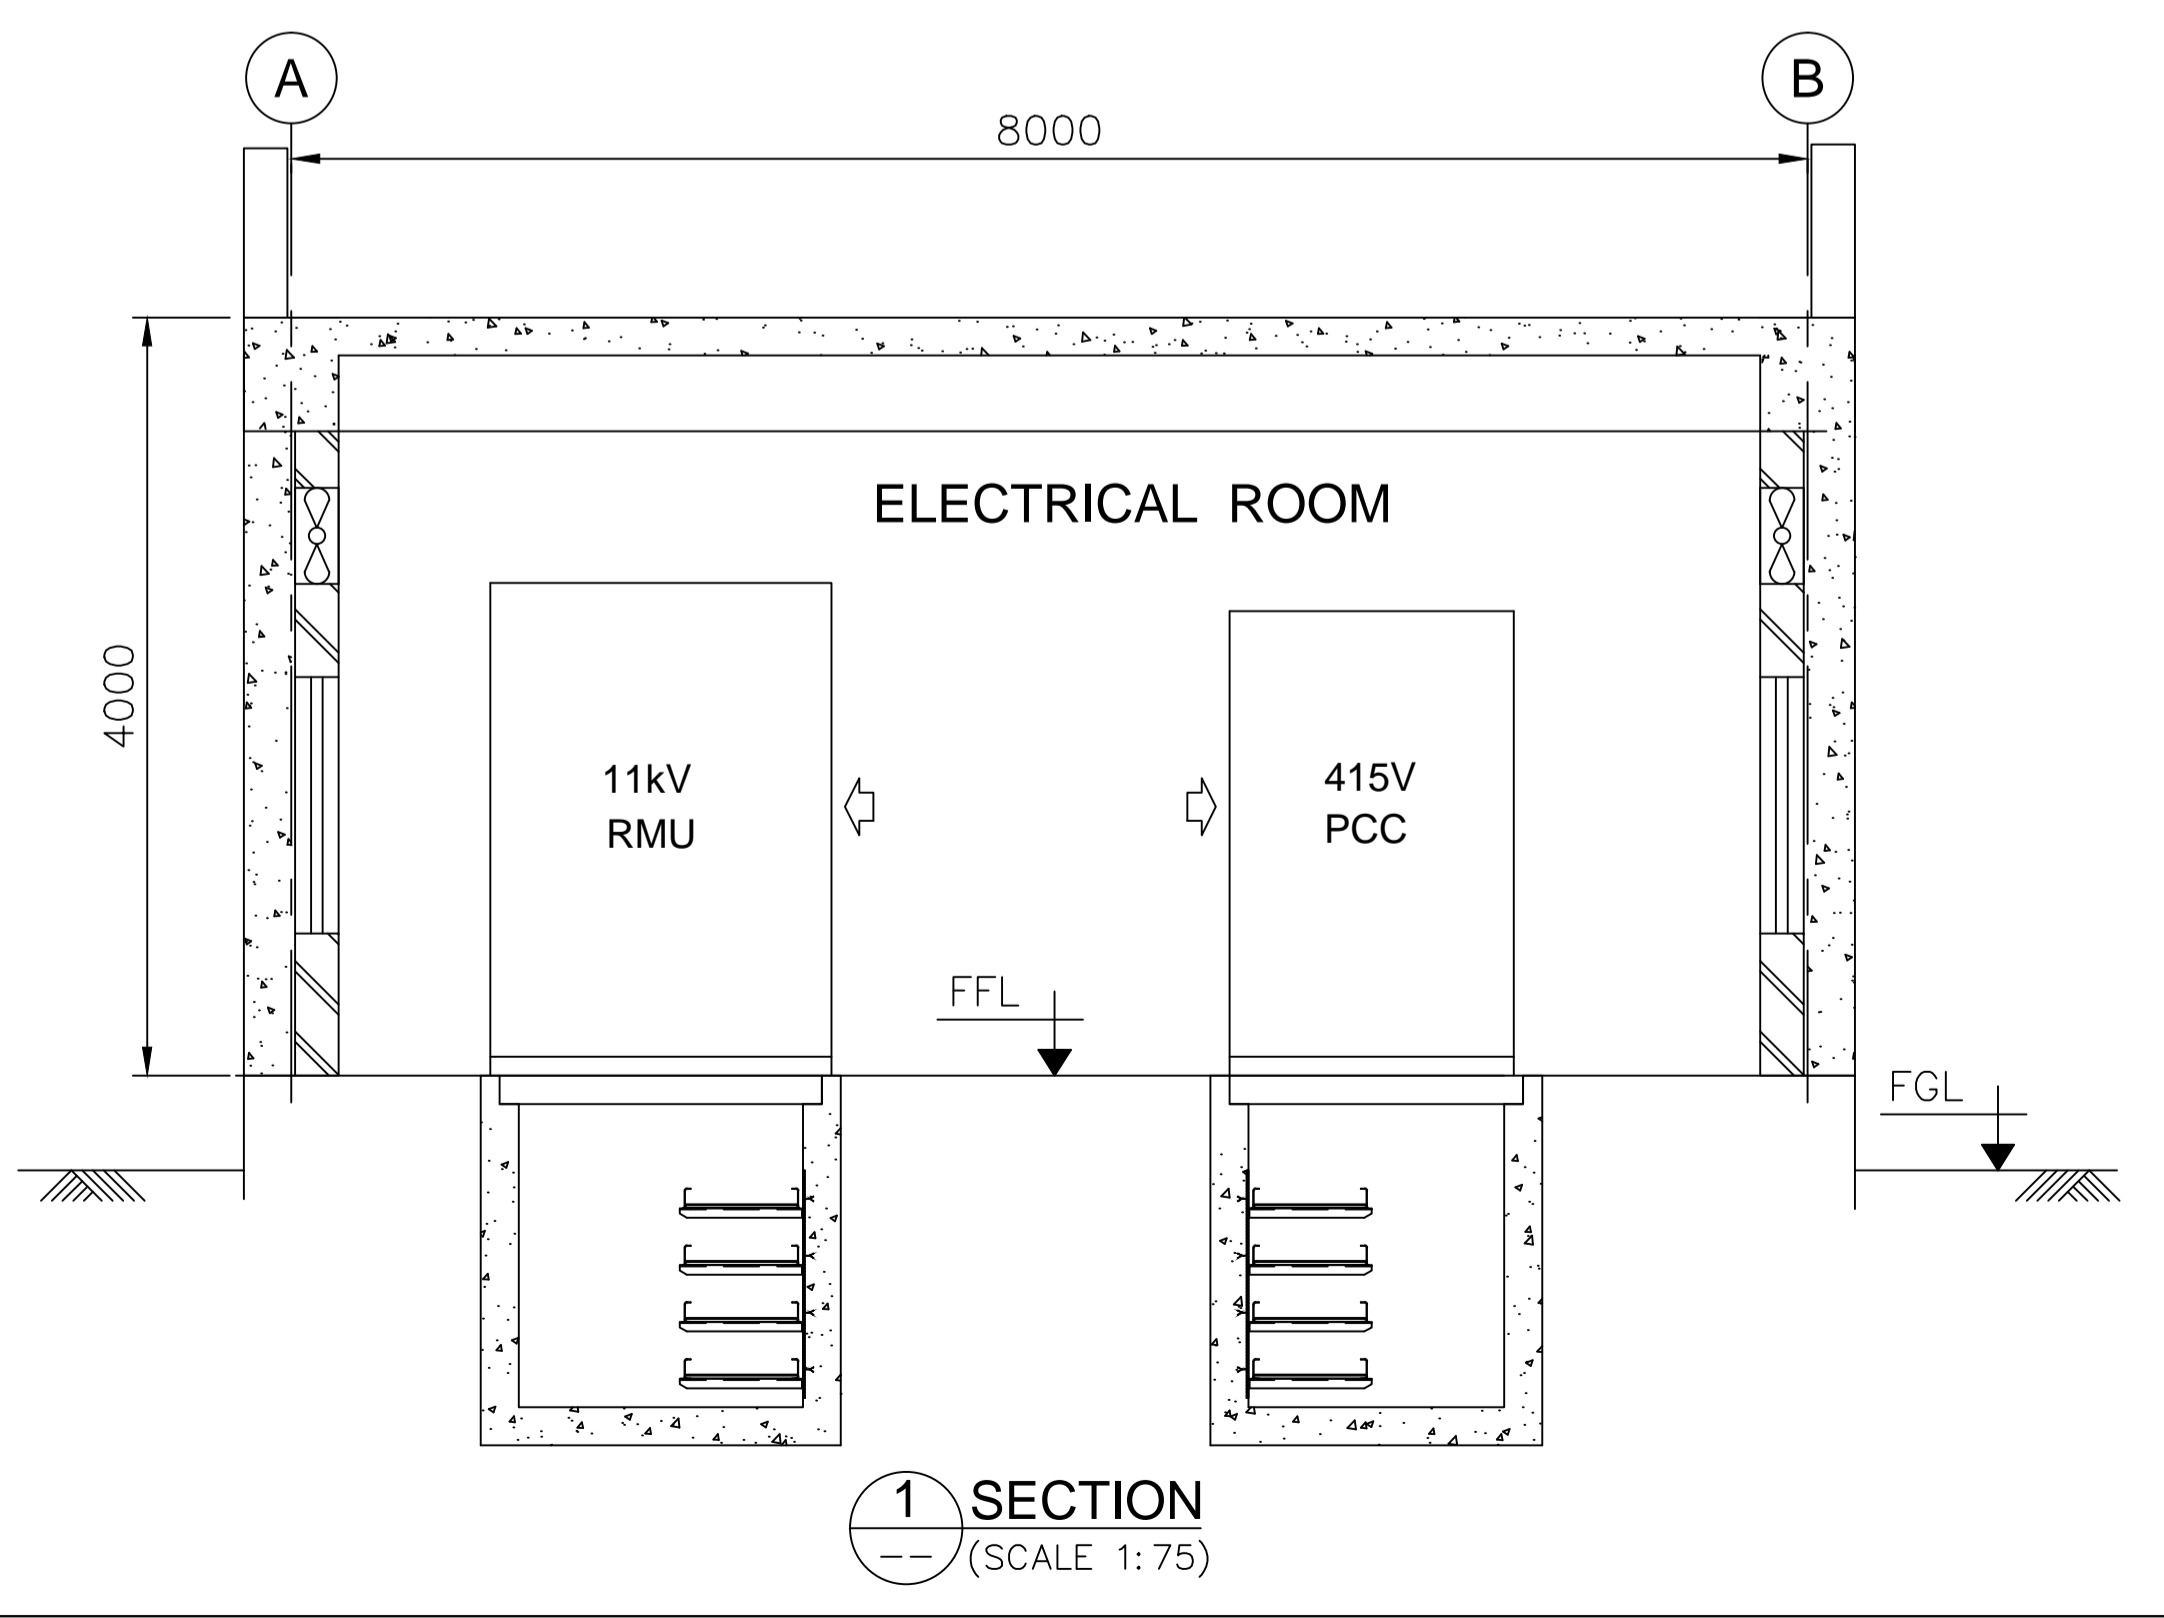 A
B
8000
4000
ELECTRICAL ROOM
11kV
RMU
415V
PCC
FFL
FGL
1
SECTION
--
(SCALE 1:75)